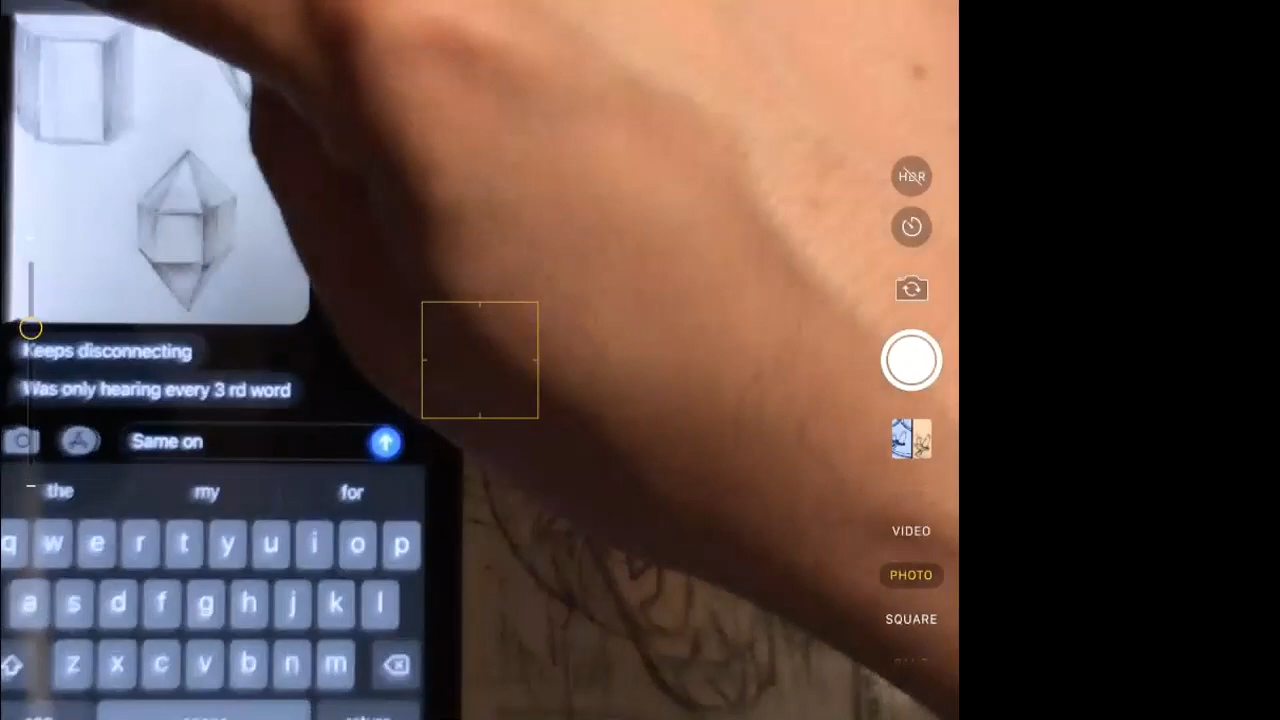 Keeps disconnecting
Was only hearing every 3 rd word
Same on
the my for
q w e r t y u i o p
a s d f g h j k l
z x c v b n m
HDR
VIDEO
PHOTO
SQUARE